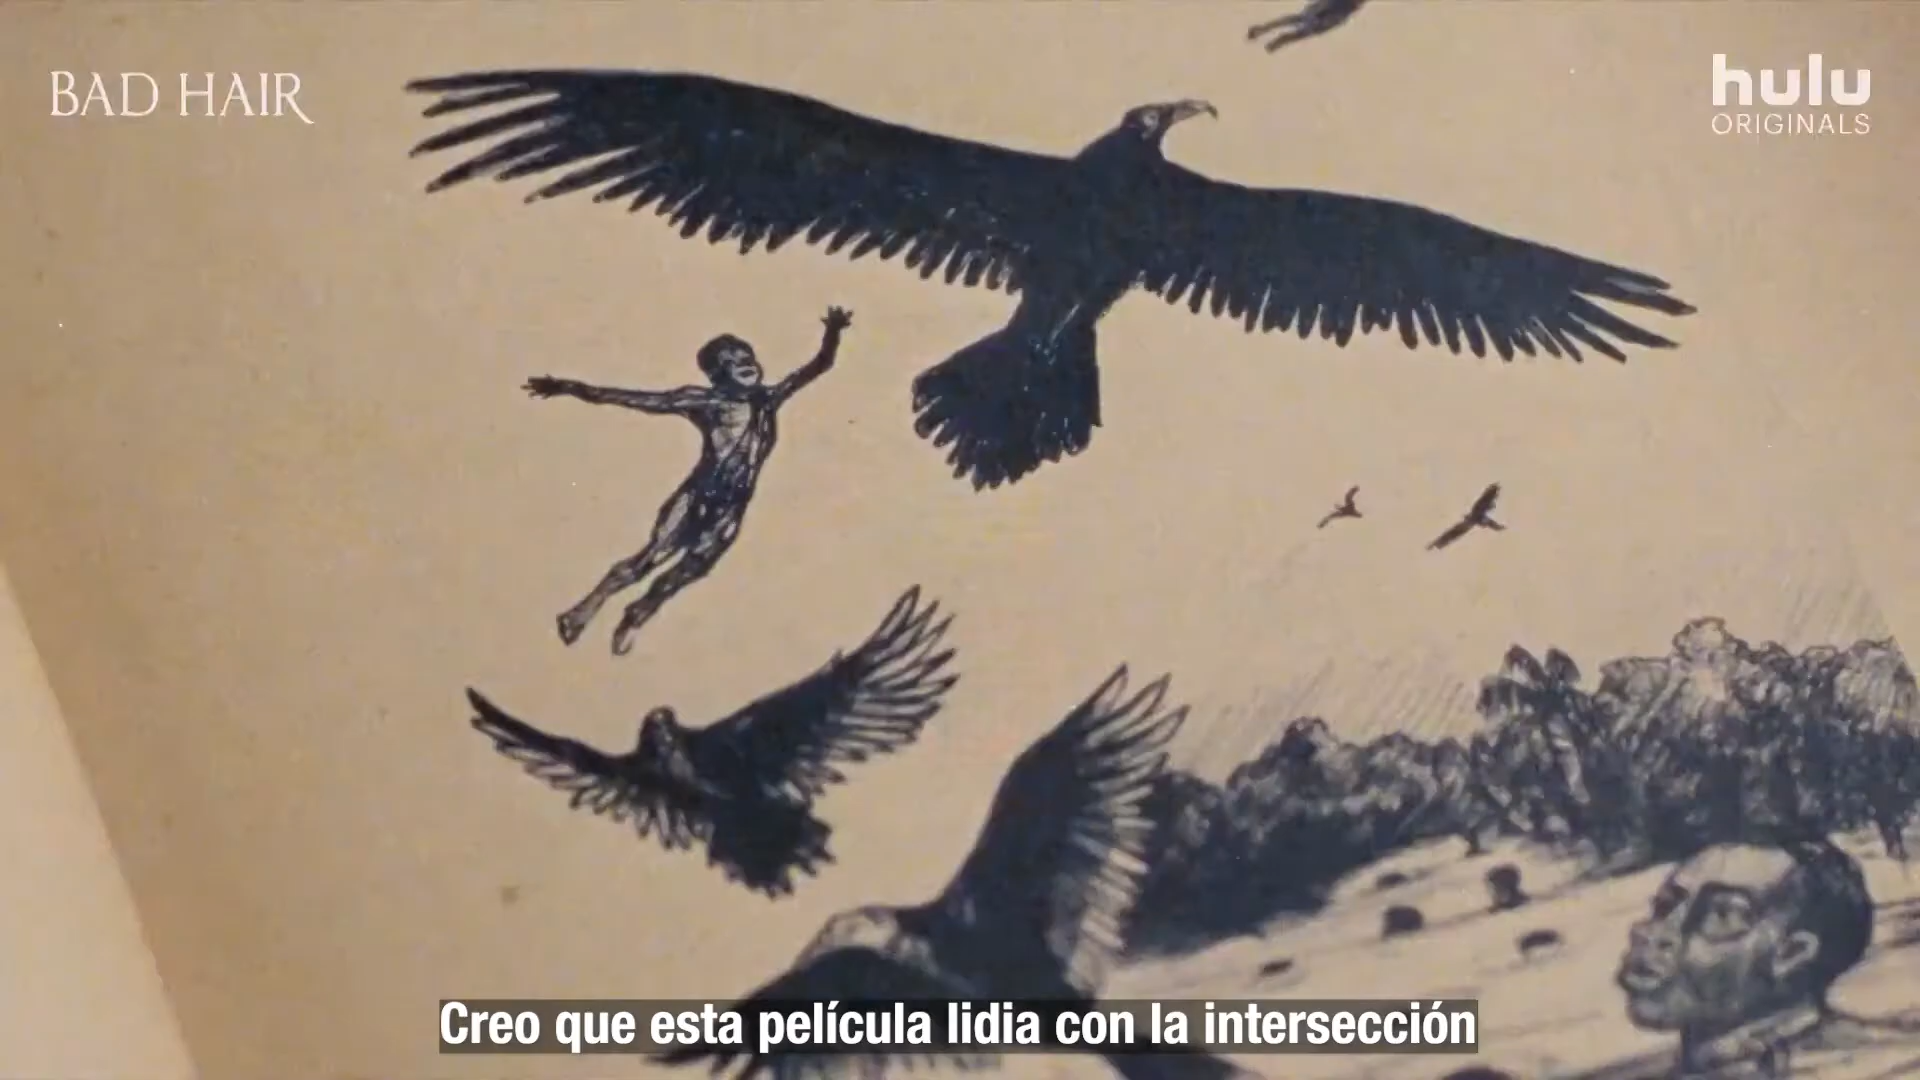 BAD HAIR
hulu
ORIGINALS
Creo que esta película lidia con la intersección